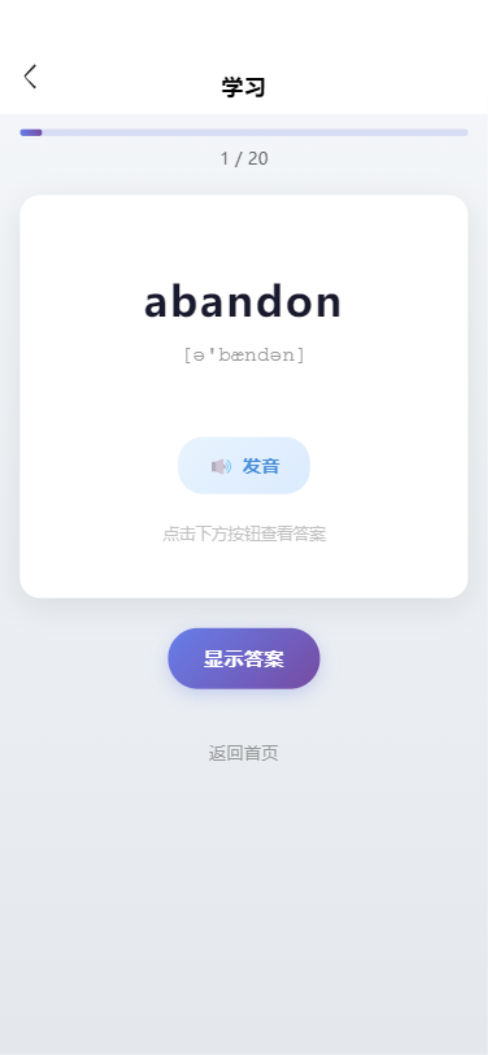 学习
1 / 20
abandon
[ə'bændən]
发音
点击下方按钮查看答案
显示答案
返回首页